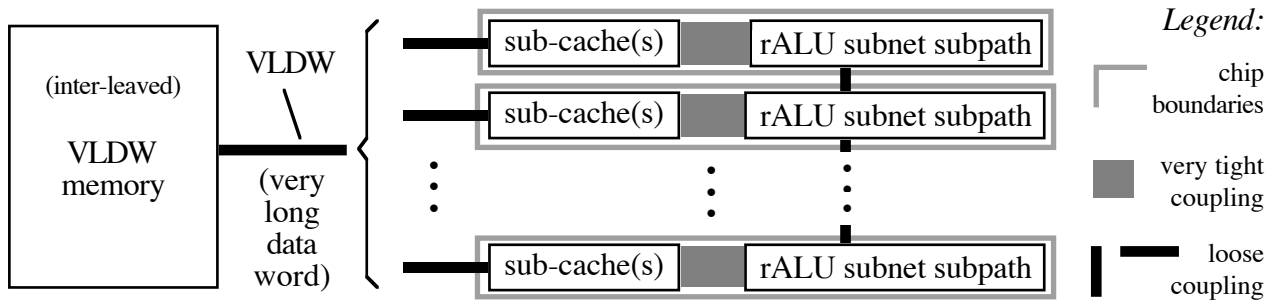 (inter-leaved)
VLDW
memory
VLDW
(very
long
data
word)
sub-cache(s) rALU subnet subpath
sub-cache(s) rALU subnet subpath
sub-cache(s) rALU subnet subpath
Legend:
chip
boundaries
very tight
coupling
loose
coupling